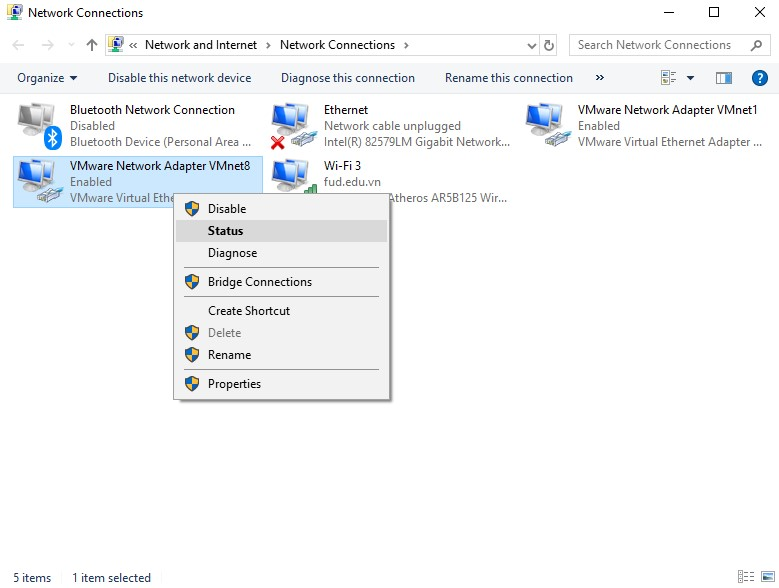 Network Connections
« Network and Internet > Network Connections >
Search Network Connections
Organize
Disable this network device
Diagnose this connection
Rename this connection
»
Bluetooth Network Connection
Disabled
Bluetooth Device (Personal Area ...
Ethernet
Network cable unplugged
Intel(R) 82579LM Gigabit Network...
VMware Network Adapter VMnet1
Enabled
VMware Virtual Ethernet Adapter ...
VMware Network Adapter VMnet8
Enabled
VMware Virtual Ethe
Wi-Fi 3
fud.edu.vn
Atheros AR5B125 Wir...
Disable
Status
Diagnose
Bridge Connections
Create Shortcut
Delete
Rename
Properties
5 items
1 item selected